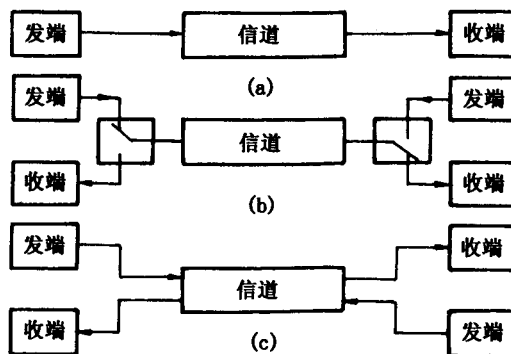 发端 信道 收端
(a)
发端 发端
信道
收端 收端
(b)
发端 收端
信道
收端 发端
(c)